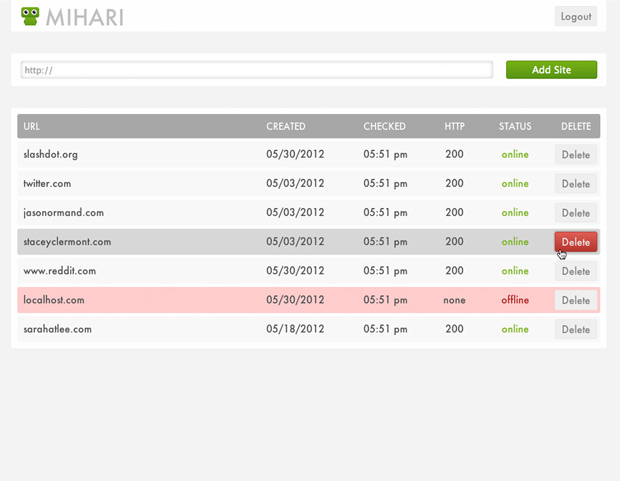 MIHARI Logout
http:// Add Site
URL CREATED CHECKED HTTP STATUS DELETE
slashdot.org 05/30/2012 05:51 pm 200 online Delete
twitter.com 05/03/2012 05:51 pm 200 online Delete
jasonormand.com 05/03/2012 05:51 pm 200 online Delete
staceyclermont.com 05/03/2012 05:51 pm 200 online Delete
www.reddit.com 05/30/2012 05:51 pm 200 online Delete
localhost.com 05/30/2012 05:51 pm none offline Delete
sarahatlee.com 05/18/2012 05:51 pm 200 online Delete